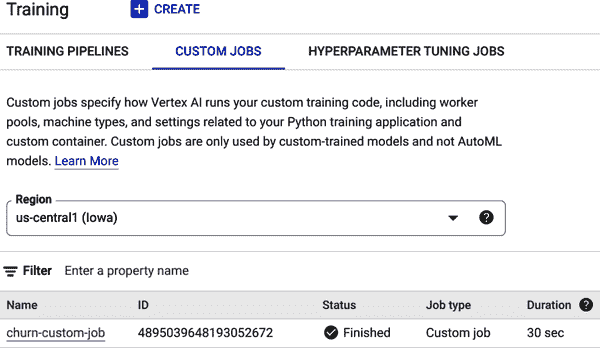 Training CREATE
TRAINING PIPELINES CUSTOM JOBS HYPERPARAMETER TUNING JOBS
Custom jobs specify how Vertex AI runs your custom training code, including worker
pools, machine types, and settings related to your Python training application and
custom container. Custom jobs are only used by custom-trained models and not AutoML
models. Learn More
Region
us-central1 (Iowa)
Filter Enter a property name
Name ID Status Job type Duration
churn-custom-job 4895039648193052672 Finished Custom job 30 sec